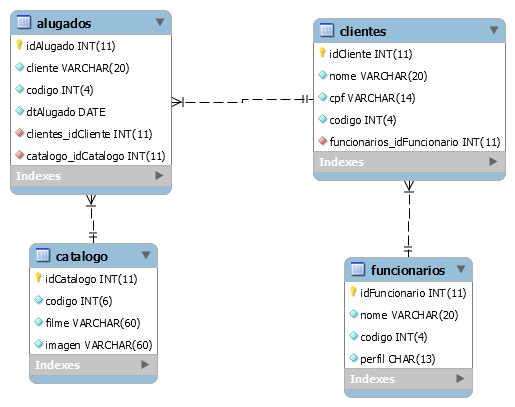 alugados
idAlugado INT(11)
cliente VARCHAR(20)
codigo INT(4)
dtAlugado DATE
clientes_idCliente INT(11)
catalogo_idCatalogo INT(11)
Indexes
clientes
idCliente INT(11)
nome VARCHAR(20)
cpf VARCHAR(14)
codigo INT(4)
funcionarios_idFuncionario INT(11)
Indexes
catalogo
idCatalogo INT(11)
codigo INT(6)
filme VARCHAR(60)
imagen VARCHAR(60)
Indexes
funcionarios
idFuncionario INT(11)
nome VARCHAR(20)
codigo INT(4)
perfil CHAR(13)
Indexes